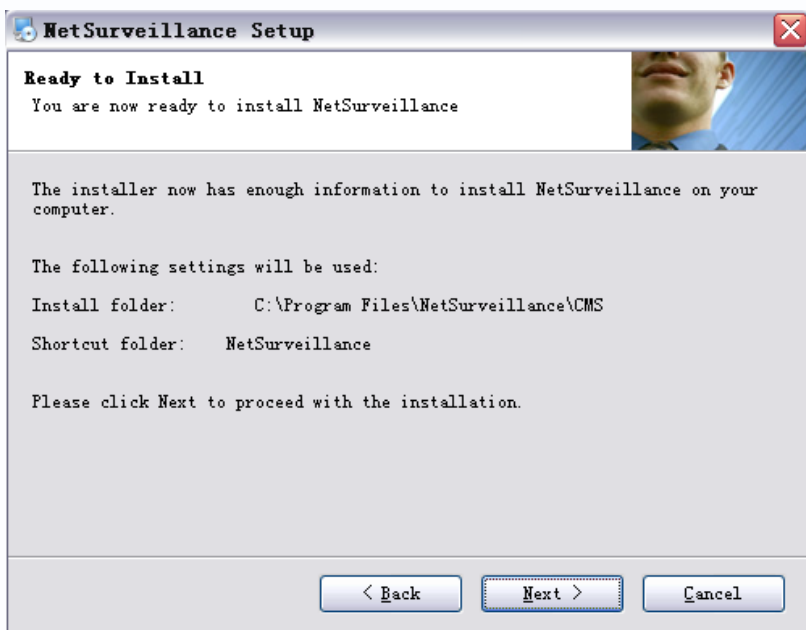 NetSurveillance Setup
Ready to Install
You are now ready to install NetSurveillance
The installer now has enough information to install NetSurveillance on your
computer.
The following settings will be used:
Install folder: C:\Program Files\NetSurveillance\CMS
Shortcut folder: NetSurveillance
Please click Next to proceed with the installation.
< Back Next > Cancel